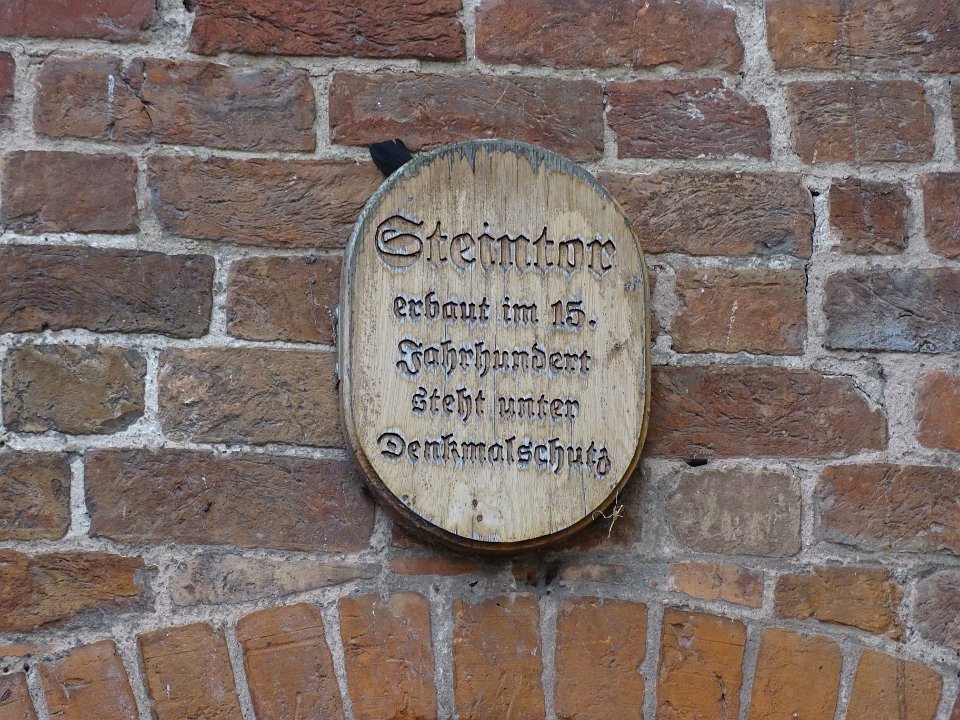 Steintor
erbaut im 15.
Jahrhundert
steht unter
Denkmalschutz